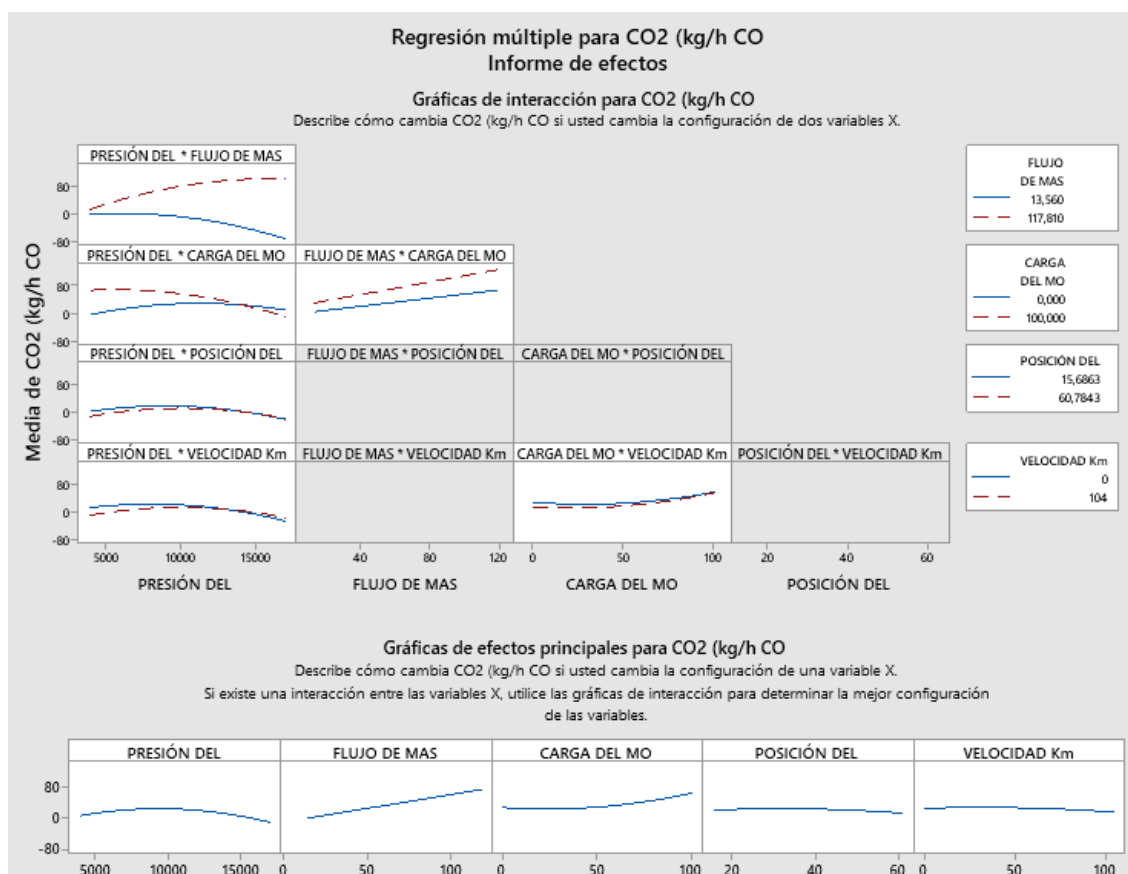 Regresión múltiple para CO2 (kg/h CO
Informe de efectos
Gráficas de interacción para CO2 (kg/h CO
Describe cómo cambia CO2 (kg/h CO si usted cambia la configuración de dos variables X.
PRESIÓN DEL * FLUJO DE MAS
80
0
-80
PRESIÓN DEL * CARGA DEL MO
FLUJO DE MAS * CARGA DEL MO
80
0
-80
PRESIÓN DEL * POSICIÓN DEL
FLUJO DE MAS * POSICIÓN DEL
CARGA DEL MO * POSICIÓN DEL
80
0
-80
PRESIÓN DEL * VELOCIDAD Km
FLUJO DE MAS * VELOCIDAD Km
CARGA DEL MO * VELOCIDAD Km
POSICIÓN DEL * VELOCIDAD Km
80
0
-80
Media de CO2 (kg/h CO
5000 10000 15000
40 80 120
0 50 100
20 40 60
PRESIÓN DEL
FLUJO DE MAS
CARGA DEL MO
POSICIÓN DEL
FLUJO
DE MAS
13,560
117,810
CARGA
DEL MO
0,000
100,000
POSICIÓN DEL
15,6863
60,7843
VELOCIDAD Km
0
104
Gráficas de efectos principales para CO2 (kg/h CO
Describe cómo cambia CO2 (kg/h CO si usted cambia la configuración de una variable X.
Si existe una interacción entre las variables X, utilice las gráficas de interacción para determinar la mejor configuración
de las variables.
PRESIÓN DEL
FLUJO DE MAS
CARGA DEL MO
POSICIÓN DEL
VELOCIDAD Km
80
0
-80
5000 10000 15000
0 50 100
0 50 100
20 40 60
0 50 100